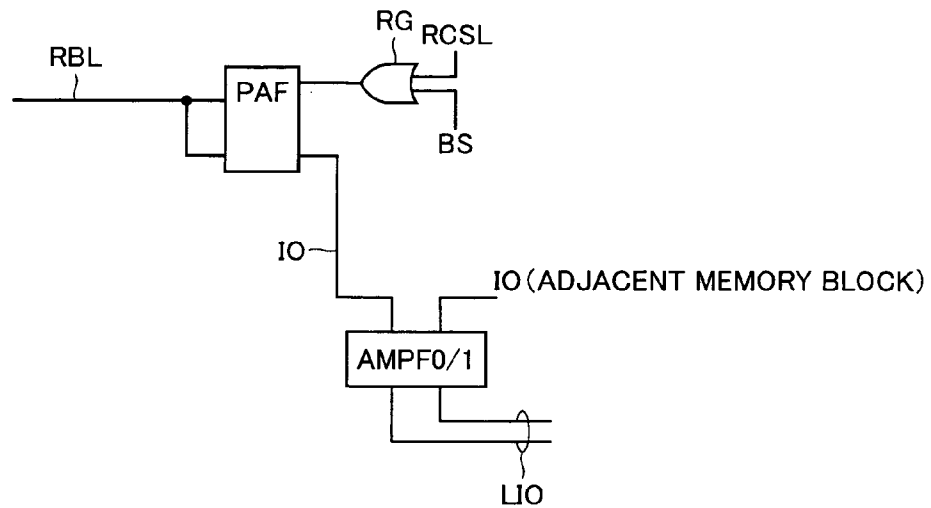 RG
RCSL
RBL
PAF
BS
IO
IO (ADJACENT MEMORY BLOCK)
AMPF0/1
LIO